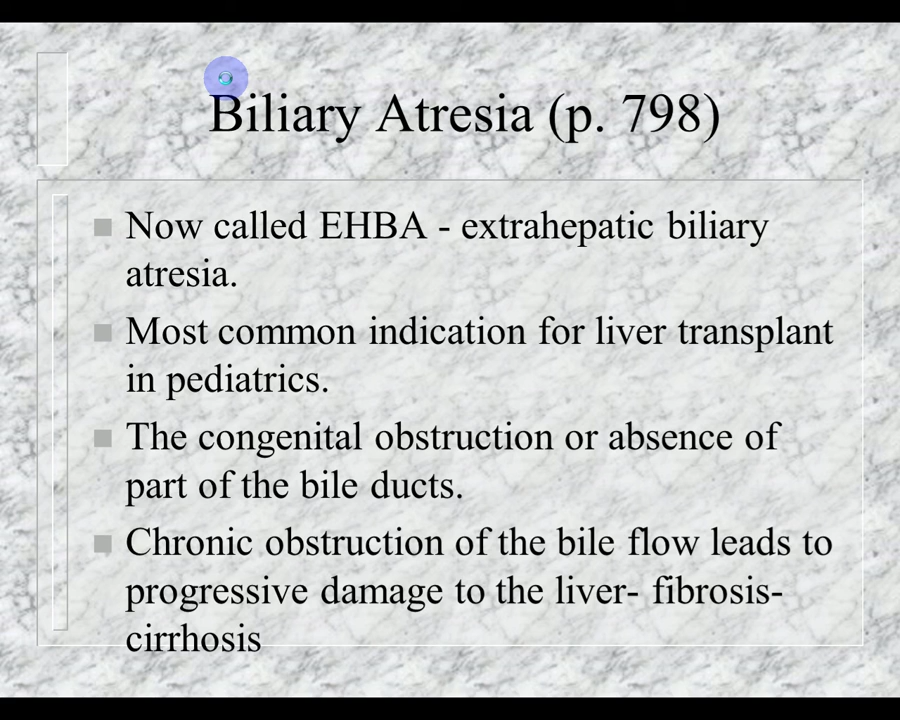 Biliary Atresia (p. 798)
Now called EHBA - extrahepatic biliary
atresia.
Most common indication for liver transplant
in pediatrics.
The congenital obstruction or absence of
part of the bile ducts.
Chronic obstruction of the bile flow leads to
progressive damage to the liver- fibrosis-
cirrhosis